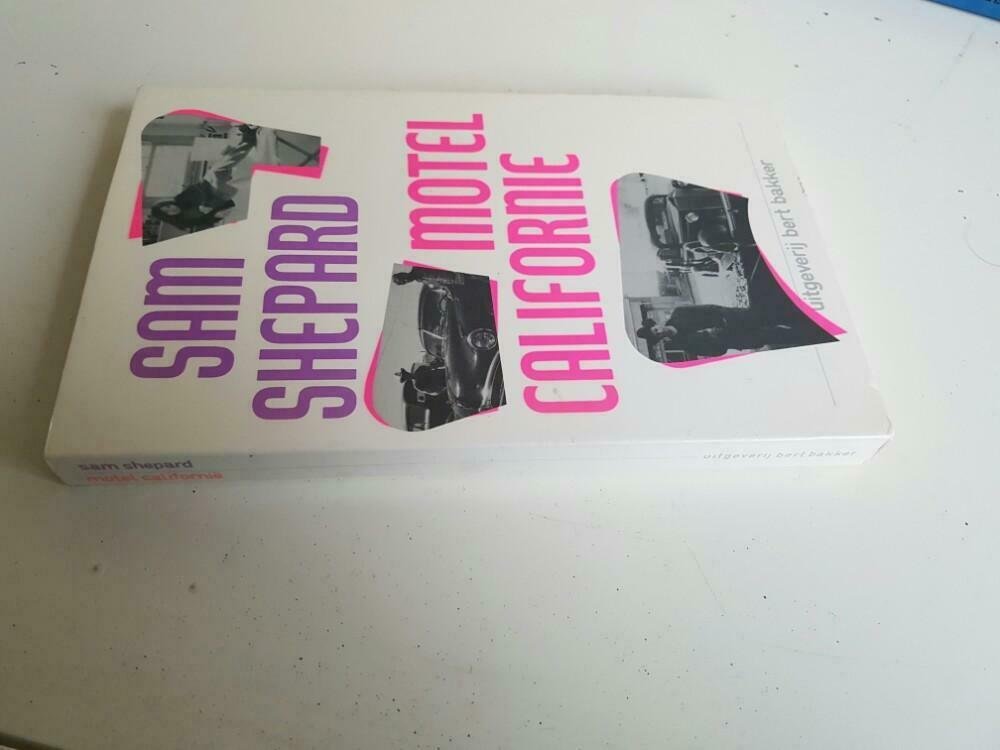 SAM
SHEPARD
MOTEL
CALIFORNIE
uitgeverij bert bakker
sam shepard
motel californie
uitgeverij bert bakker